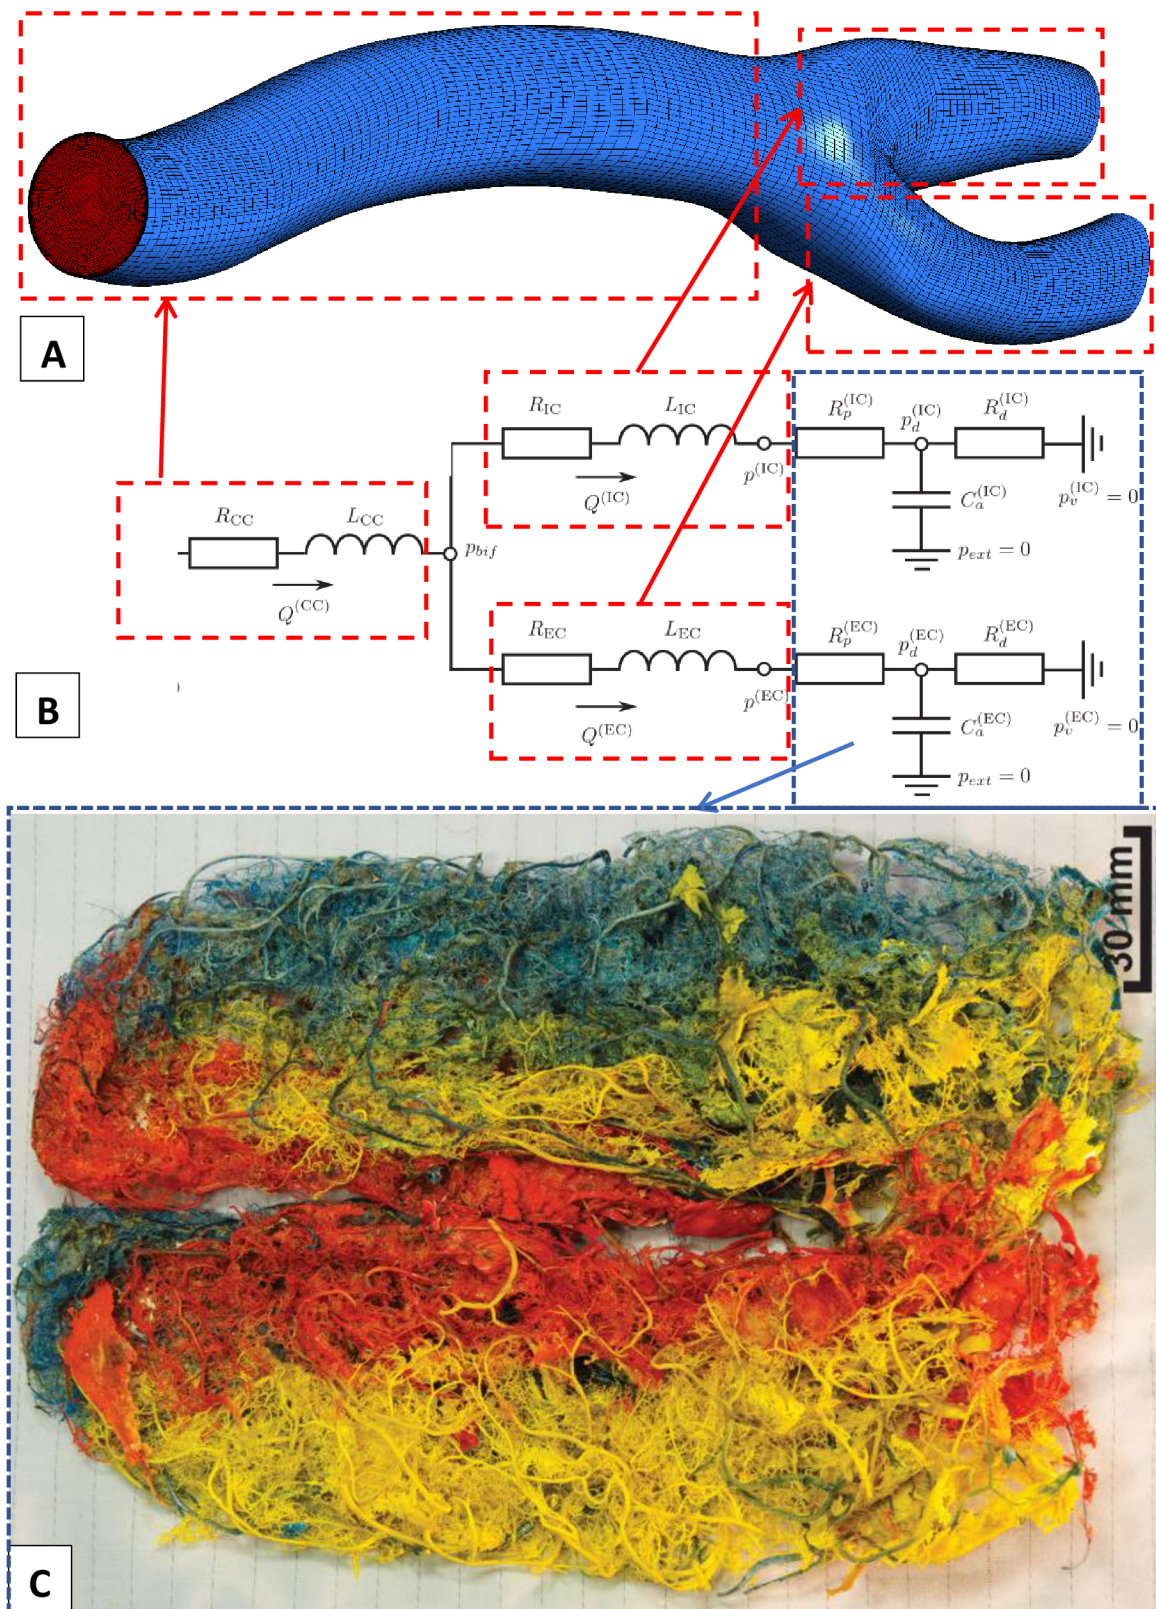 A
R_IC L_IC R_p^(IC) p_d^(IC) R_d^(IC)
Q^(IC) p^(IC) C_a^(IC) p_v^(IC) = 0
p_ext = 0
R_CC L_CC p_bif
Q^(CC)
R_EC L_EC R_p^(EC) p_d^(EC) R_d^(EC)
Q^(EC) p^(EC) C_a^(EC) p_v^(EC) = 0
p_ext = 0
)
B
30 mm
C